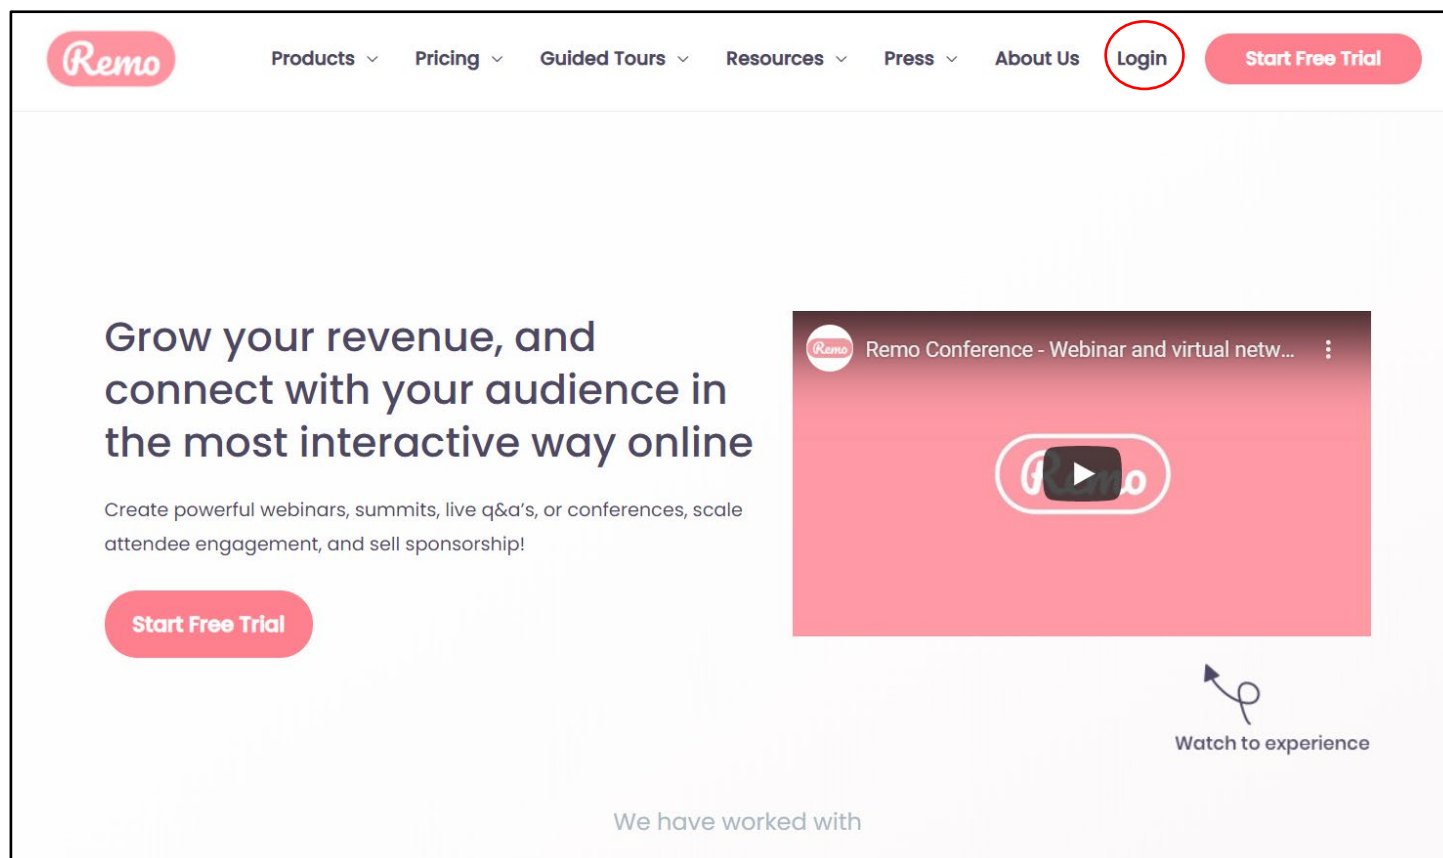 Remo
Products Pricing Guided Tours Resources Press About Us Login Start Free Trial
Grow your revenue, and
connect with your audience in
the most interactive way online
Create powerful webinars, summits, live q&a's, or conferences, scale
attendee engagement, and sell sponsorship!
Start Free Trial
Remo Remo Conference - Webinar and virtual netw...
Remo
Watch to experience
We have worked with